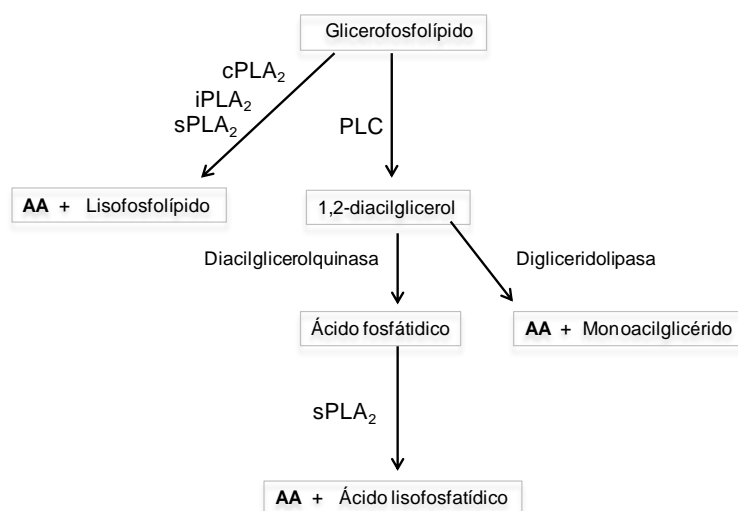 Glicerofosfolípido
cPLA₂
iPLA₂
sPLA₂
PLC
AA + Lisofosfolípido
1,2-diacilglicerol
Diacilglicerolquinasa
Digliceridolipasa
Ácido fosfátidico
AA + Monoacilglicérido
sPLA₂
AA + Ácido lisofosfatídico